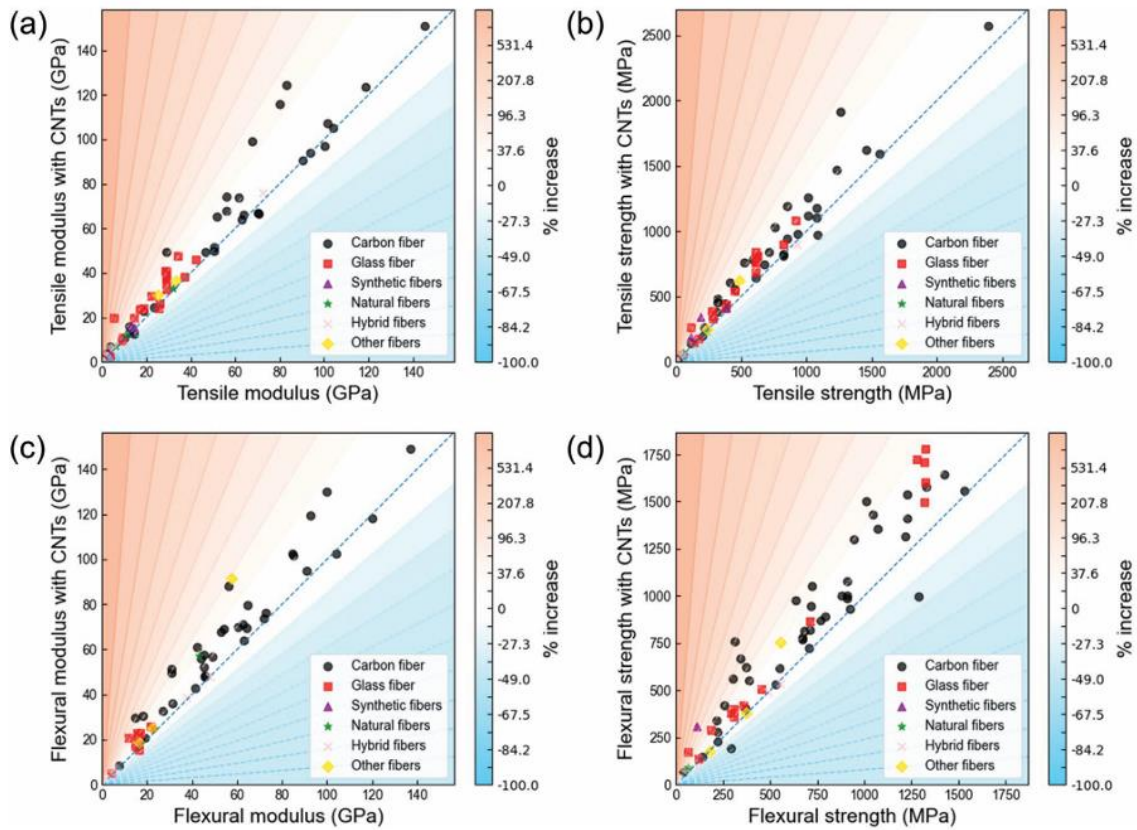 (a)
Tensile modulus with CNTs (GPa)
140
120
100
80
60
40
20
0
0 20 40 60 80 100 120 140
Tensile modulus (GPa)
Carbon fiber
Glass fiber
Synthetic fibers
Natural fibers
Hybrid fibers
Other fibers
531.4
207.8
96.3
37.6
0
-27.3
-49.0
-67.5
-84.2
-100.0
% increase
(b)
Tensile strength with CNTs (MPa)
2500
2000
1500
1000
500
0
500 1000 1500 2000 2500
Tensile strength (MPa)
Carbon fiber
Glass fiber
Synthetic fibers
Natural fibers
Hybrid fibers
Other fibers
531.4
207.8
96.3
37.6
0
-27.3
-49.0
-67.5
-84.2
-100.0
% increase
(c)
Flexural modulus with CNTs (GPa)
140
120
100
80
60
40
20
0
0 20 40 60 80 100 120 140
Flexural modulus (GPa)
Carbon fiber
Glass fiber
Synthetic fibers
Natural fibers
Hybrid fibers
Other fibers
531.4
207.8
96.3
37.6
0
-27.3
-49.0
-67.5
-84.2
-100.0
% increase
(d)
Flexural strength with CNTs (MPa)
1750
1500
1250
1000
750
500
250
0
0 250 500 750 1000 1250 1500 1750
Flexural strength (MPa)
Carbon fiber
Glass fiber
Synthetic fibers
Natural fibers
Hybrid fibers
Other fibers
531.4
207.8
96.3
37.6
0
-27.3
-49.0
-67.5
-84.2
-100.0
% increase